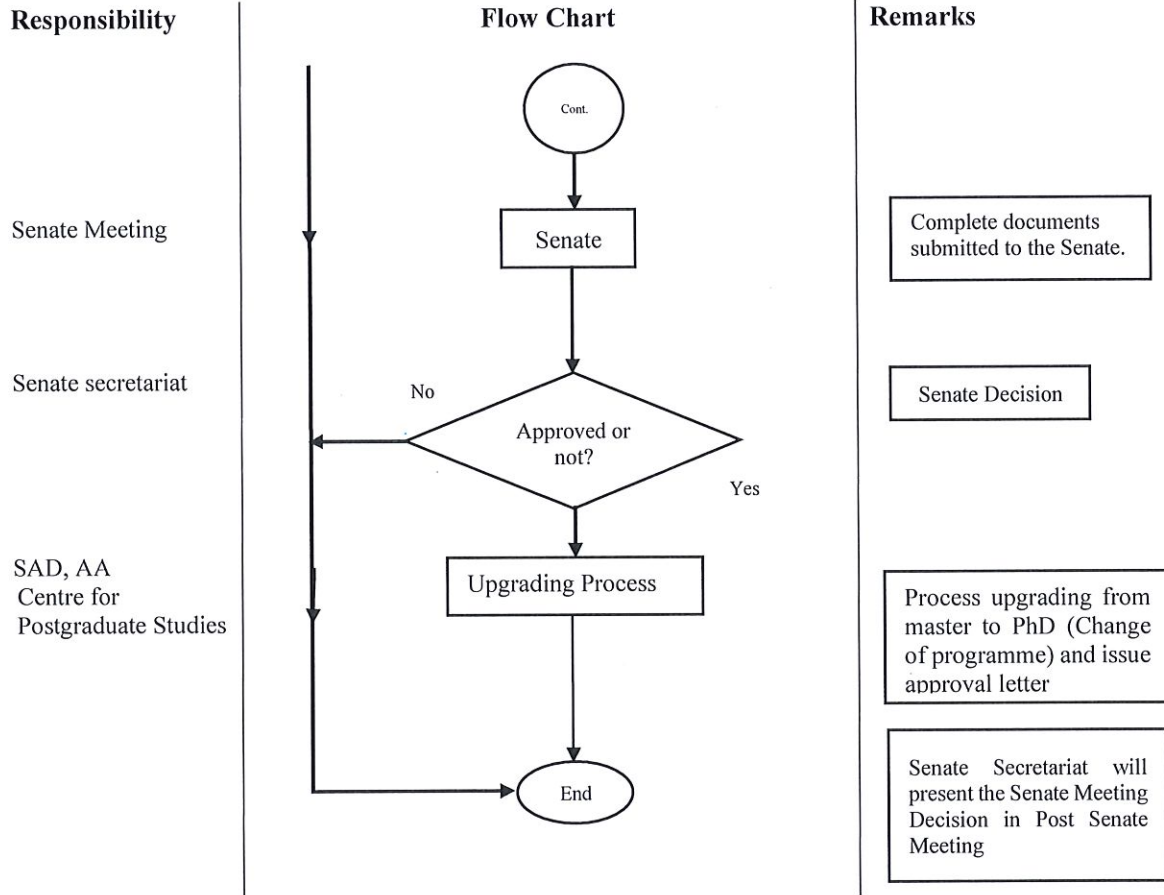 Responsibility
Flow Chart
Remarks
Cont.
Senate Meeting
Senate
Complete documents
submitted to the Senate.
Senate secretariat
No
Approved or
not?
Yes
Senate Decision
SAD, AA
Centre for
Postgraduate Studies
Upgrading Process
Process upgrading from
master to PhD (Change
of programme) and issue
approval letter
End
Senate Secretariat will
present the Senate Meeting
Decision in Post Senate
Meeting